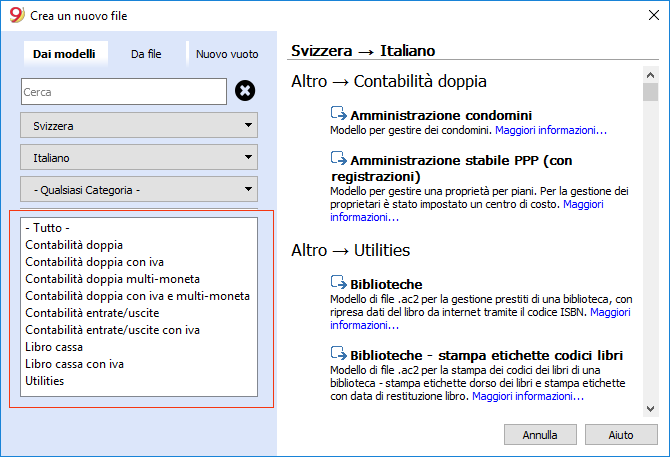 9 Crea un nuovo file
Dai modelli
Da file
Nuovo vuoto
Cerca
Svizzera
Italiano
- Qualsiasi Categoria -
- Tutto -
Contabilità doppia
Contabilità doppia con iva
Contabilità doppia multi-moneta
Contabilità doppia con iva e multi-moneta
Contabilità entrate/uscite
Contabilità entrate/uscite con iva
Libro cassa
Libro cassa con iva
Utilities
Svizzera → Italiano
Altro → Contabilità doppia
Amministrazione condomini
Modello per gestire dei condomini. Maggiori informazioni...
Amministrazione stabile PPP (con
registrazioni)
Modello per gestire una proprietà per piani. Per la gestione dei
proprietari è stato impostato un centro di costo. Maggiori
informazioni...
Altro → Utilities
Biblioteche
Modello di file .ac2 per la gestione prestiti di una biblioteca, con
ripresa dati del libro da internet tramite il codice ISBN. Maggiori
informazioni...
Biblioteche - stampa etichette codici libri
Modello di file .ac2 per la stampa dei codici dei libri di una
biblioteca - stampa etichette dorso dei libri e stampa etichette
con data di restituzione libro. Maggiori informazioni...
Annulla
Aiuto